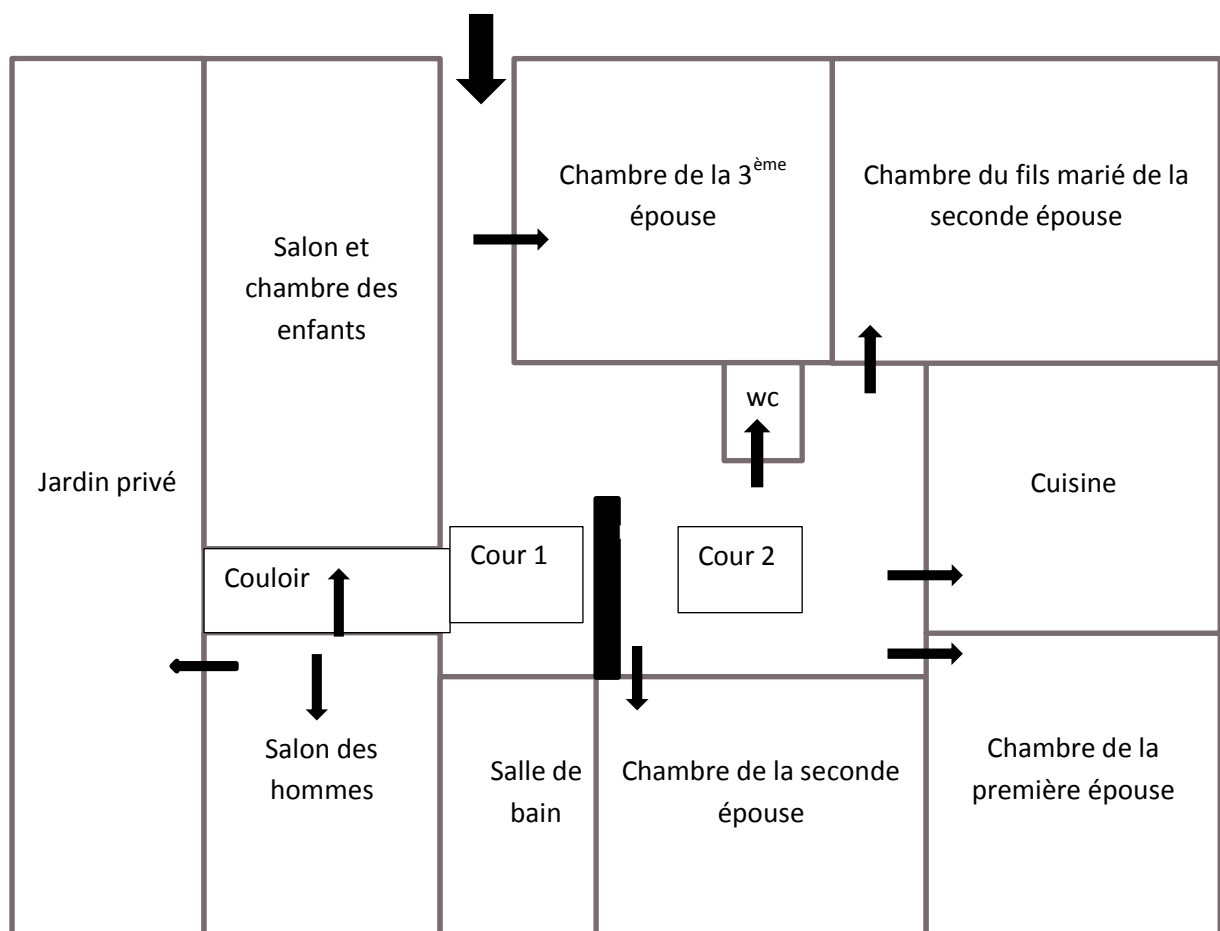 Chambre de la 3ème
épouse
Chambre du fils marié de la
seconde épouse
Salon et
chambre des
enfants
wc
Jardin privé
Cuisine
Cour 1
Cour 2
Couloir
Salon des
hommes
Salle de
bain
Chambre de la seconde
épouse
Chambre de la
première épouse